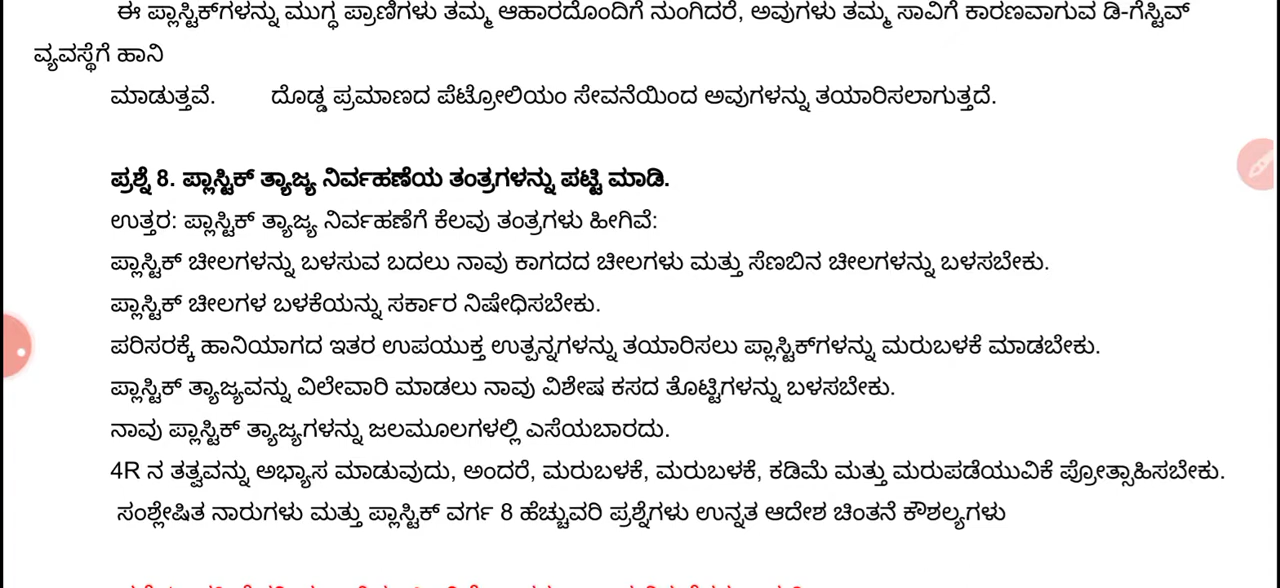 ಈ ಪ್ಲಾಸ್ಟಿಕ್‌ಗಳನ್ನು ಮುಗ್ಧ ಪ್ರಾಣಿಗಳು ತಮ್ಮ ಆಹಾರದೊಂದಿಗೆ ನುಂಗಿದರೆ, ಅವುಗಳು ತಮ್ಮ ಸಾವಿಗೆ ಕಾರಣವಾಗುವ ಡಿ-ಗೆಸ್ಟಿವ್
ವ್ಯವಸ್ಥೆಗೆ ಹಾನಿ
ಮಾಡುತ್ತವೆ. ದೊಡ್ಡ ಪ್ರಮಾಣದ ಪೆಟ್ರೋಲಿಯಂ ಸೇವನೆಯಿಂದ ಅವುಗಳನ್ನು ತಯಾರಿಸಲಾಗುತ್ತದೆ.
ಪ್ರಶ್ನೆ 8. ಪ್ಲಾಸ್ಟಿಕ್ ತ್ಯಾಜ್ಯ ನಿರ್ವಹಣೆಯ ತಂತ್ರಗಳನ್ನು ಪಟ್ಟಿ ಮಾಡಿ.
ಉತ್ತರ: ಪ್ಲಾಸ್ಟಿಕ್ ತ್ಯಾಜ್ಯ ನಿರ್ವಹಣೆಗೆ ಕೆಲವು ತಂತ್ರಗಳು ಹೀಗಿವೆ:
ಪ್ಲಾಸ್ಟಿಕ್ ಚೀಲಗಳನ್ನು ಬಳಸುವ ಬದಲು ನಾವು ಕಾಗದದ ಚೀಲಗಳು ಮತ್ತು ಸೆಣಬಿನ ಚೀಲಗಳನ್ನು ಬಳಸಬೇಕು.
ಪ್ಲಾಸ್ಟಿಕ್ ಚೀಲಗಳ ಬಳಕೆಯನ್ನು ಸರ್ಕಾರ ನಿಷೇಧಿಸಬೇಕು.
ಪರಿಸರಕ್ಕೆ ಹಾನಿಯಾಗದ ಇತರ ಉಪಯುಕ್ತ ಉತ್ಪನ್ನಗಳನ್ನು ತಯಾರಿಸಲು ಪ್ಲಾಸ್ಟಿಕ್‌ಗಳನ್ನು ಮರುಬಳಕೆ ಮಾಡಬೇಕು.
ಪ್ಲಾಸ್ಟಿಕ್ ತ್ಯಾಜ್ಯವನ್ನು ವಿಲೇವಾರಿ ಮಾಡಲು ನಾವು ವಿಶೇಷ ಕಸದ ತೊಟ್ಟಿಗಳನ್ನು ಬಳಸಬೇಕು.
ನಾವು ಪ್ಲಾಸ್ಟಿಕ್ ತ್ಯಾಜ್ಯಗಳನ್ನು ಜಲಮೂಲಗಳಲ್ಲಿ ಎಸೆಯಬಾರದು.
4R ನ ತತ್ವವನ್ನು ಅಭ್ಯಾಸ ಮಾಡುವುದು, ಅಂದರೆ, ಮರುಬಳಕೆ, ಮರುಬಳಕೆ, ಕಡಿಮೆ ಮತ್ತು ಮರುಪಡೆಯುವಿಕೆ ಪ್ರೋತ್ಸಾಹಿಸಬೇಕು.
ಸಂಶ್ಲೇಷಿತ ನಾರುಗಳು ಮತ್ತು ಪ್ಲಾಸ್ಟಿಕ್ ವರ್ಗ 8 ಹೆಚ್ಚುವರಿ ಪ್ರಶ್ನೆಗಳು ಉನ್ನತ ಆದೇಶ ಚಿಂತನೆ ಕೌಶಲ್ಯಗಳು